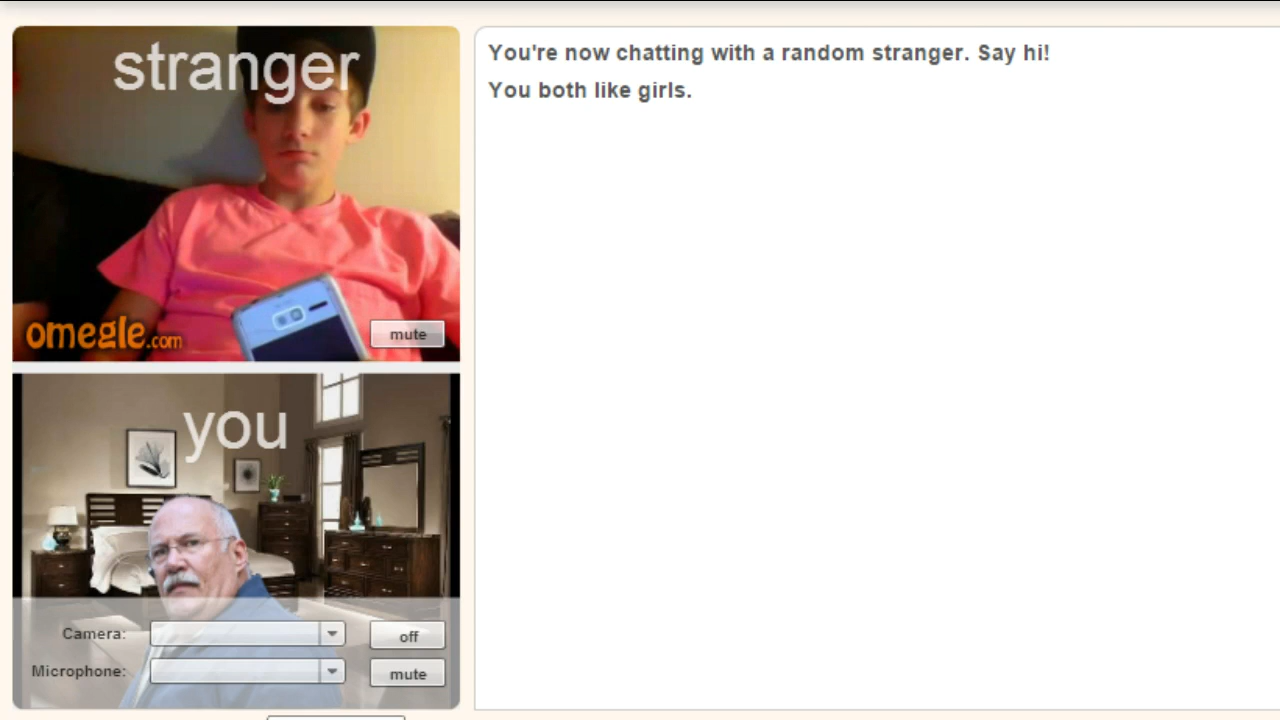 stranger
You're now chatting with a random stranger. Say hi!
You both like girls.
omegle.com
mute
you
Camera:
off
Microphone:
mute